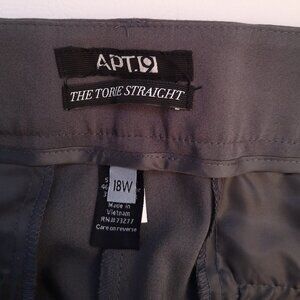 APT.9
THE TORIE STRAIGHT
18W
Made in
Vietnam
RN#73277
Care on reverse